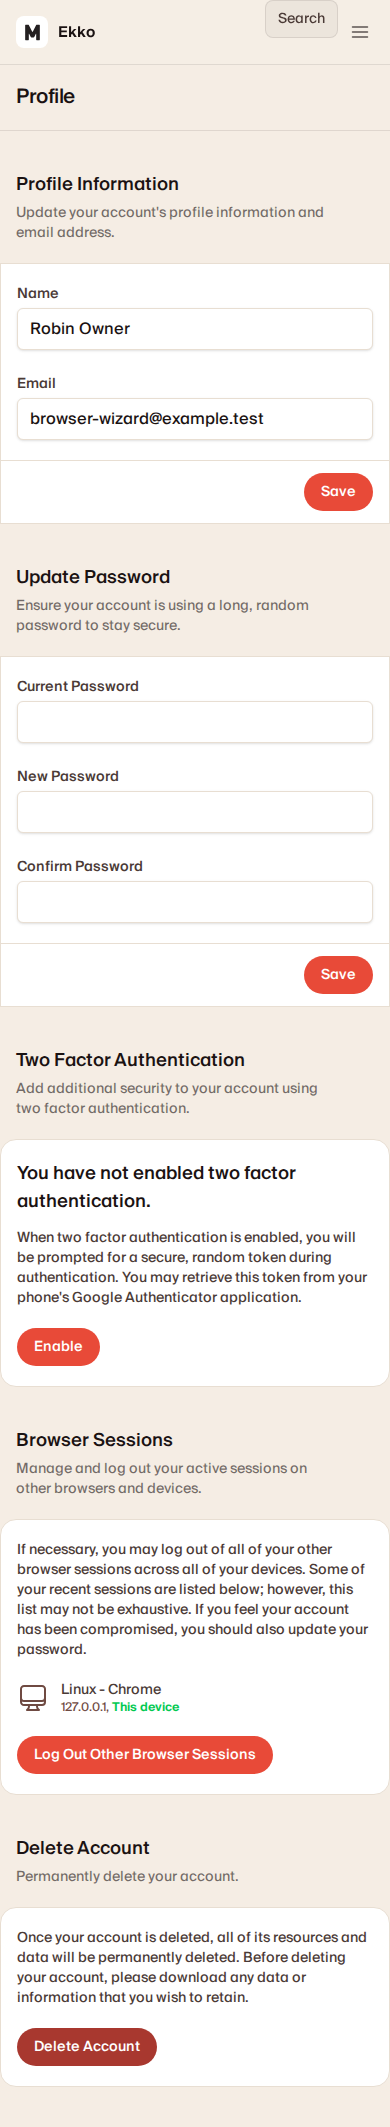 M Ekko
Search
Profile
Profile Information
Update your account's profile information and
email address.
Name
Robin Owner
Email
browser-wizard@example.test
Save
Update Password
Ensure your account is using a long, random
password to stay secure.
Current Password
New Password
Confirm Password
Save
Two Factor Authentication
Add additional security to your account using
two factor authentication.
You have not enabled two factor
authentication.
When two factor authentication is enabled, you will
be prompted for a secure, random token during
authentication. You may retrieve this token from your
phone's Google Authenticator application.
Enable
Browser Sessions
Manage and log out your active sessions on
other browsers and devices.
If necessary, you may log out of all of your other
browser sessions across all of your devices. Some of
your recent sessions are listed below; however, this
list may not be exhaustive. If you feel your account
has been compromised, you should also update your
password.
Linux - Chrome
127.0.0.1, This device
Log Out Other Browser Sessions
Delete Account
Permanently delete your account.
Once your account is deleted, all of its resources and
data will be permanently deleted. Before deleting
your account, please download any data or
information that you wish to retain.
Delete Account